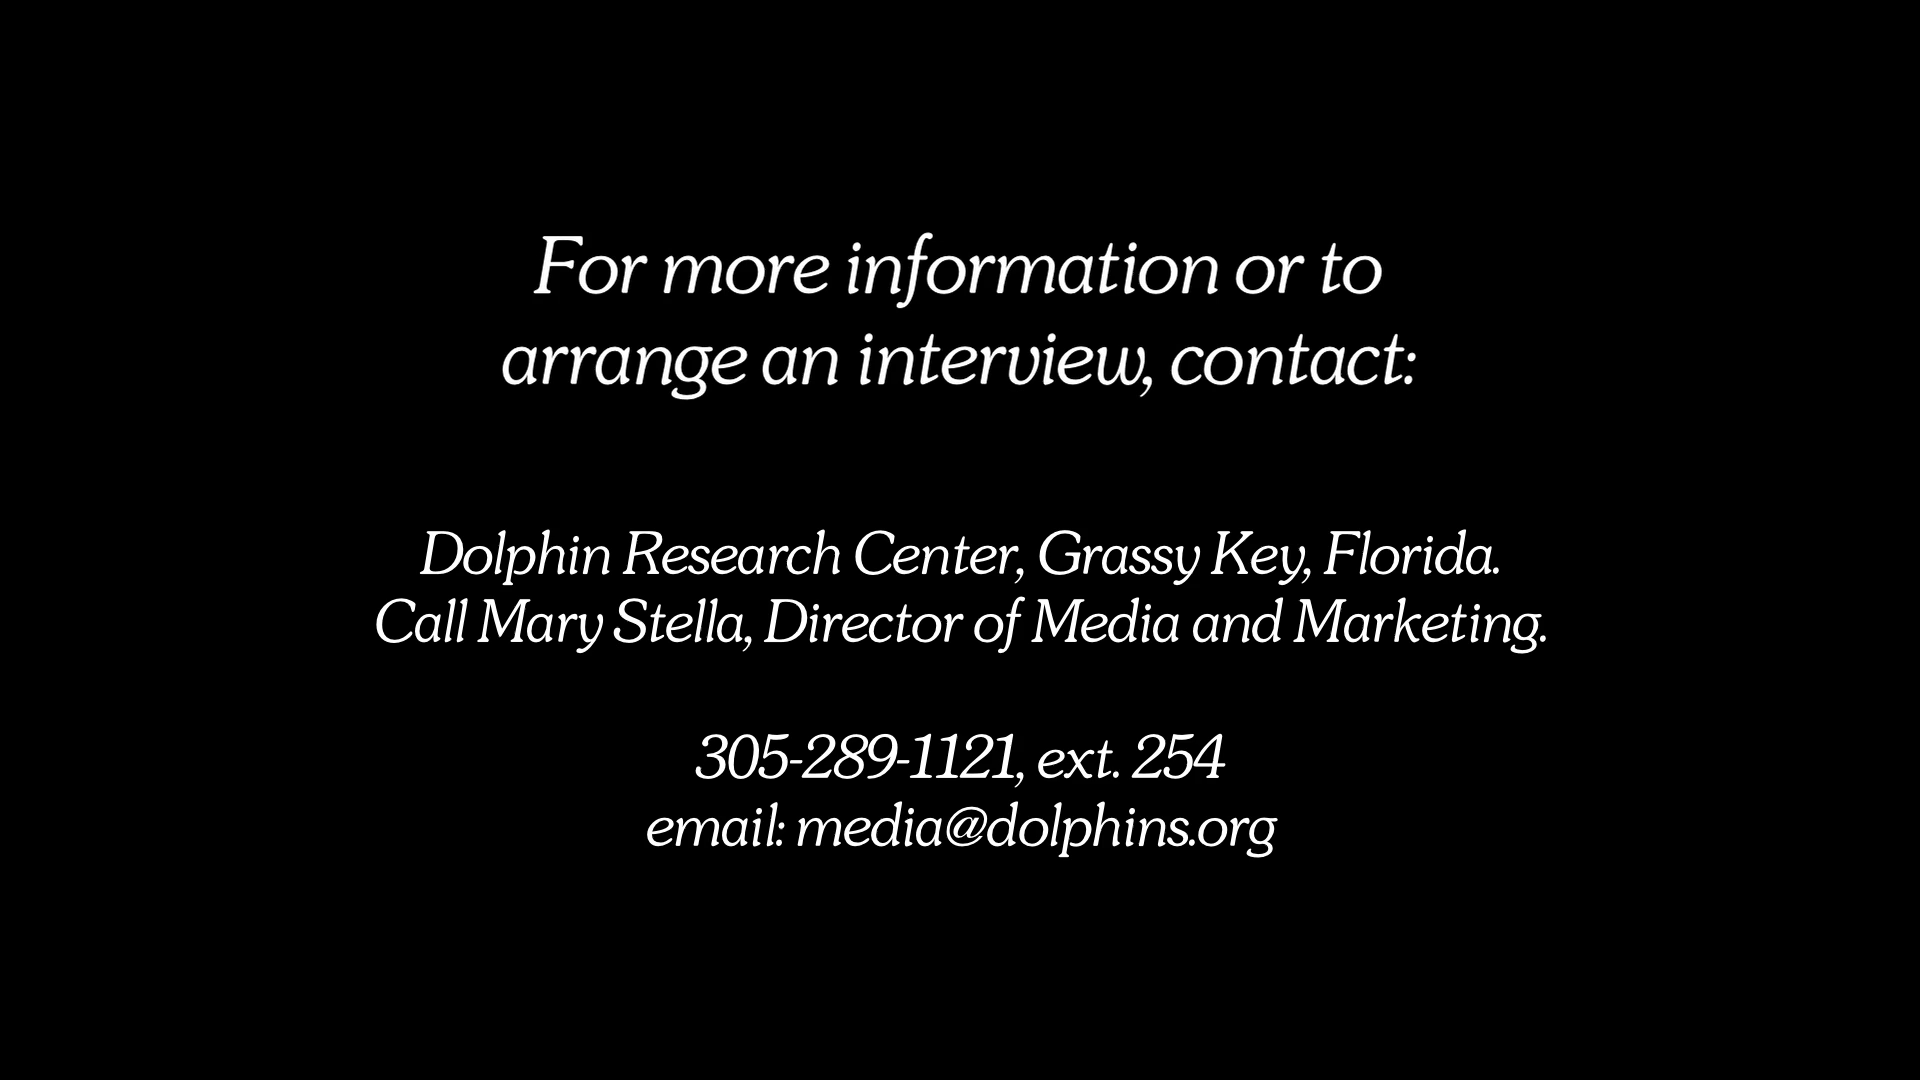 For more information or to
arrange an interview, contact:
Dolphin Research Center, Grassy Key, Florida.
Call Mary Stella, Director of Media and Marketing.
305-289-1121, ext. 254
email: media@dolphins.org